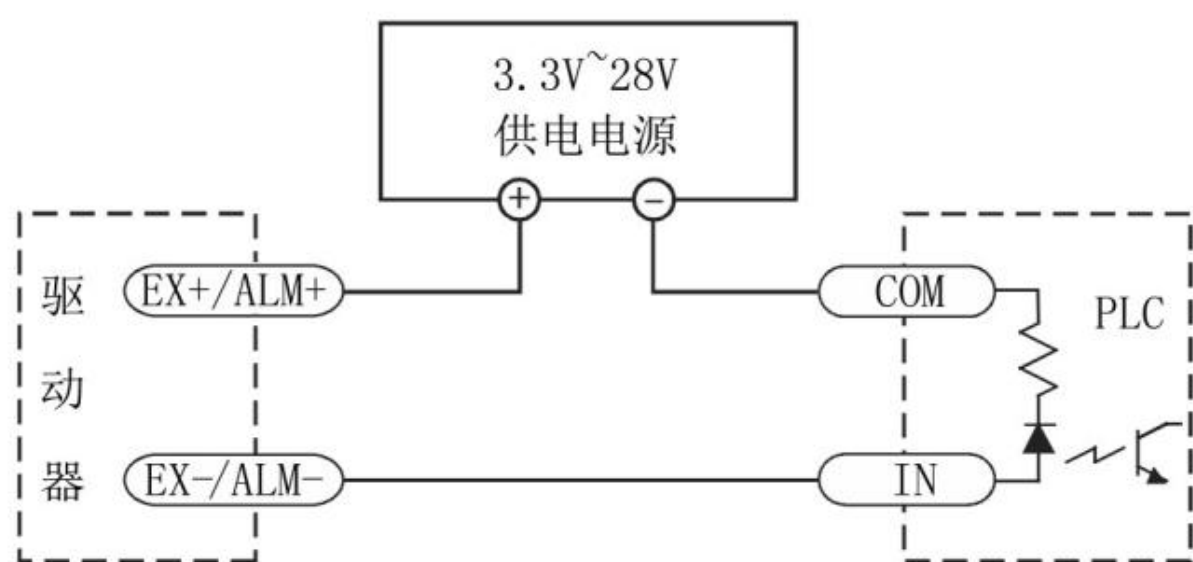 3.3V~28V
供电电源
+
-
驱动器
EX+/ALM+
COM
PLC
EX-/ALM-
IN